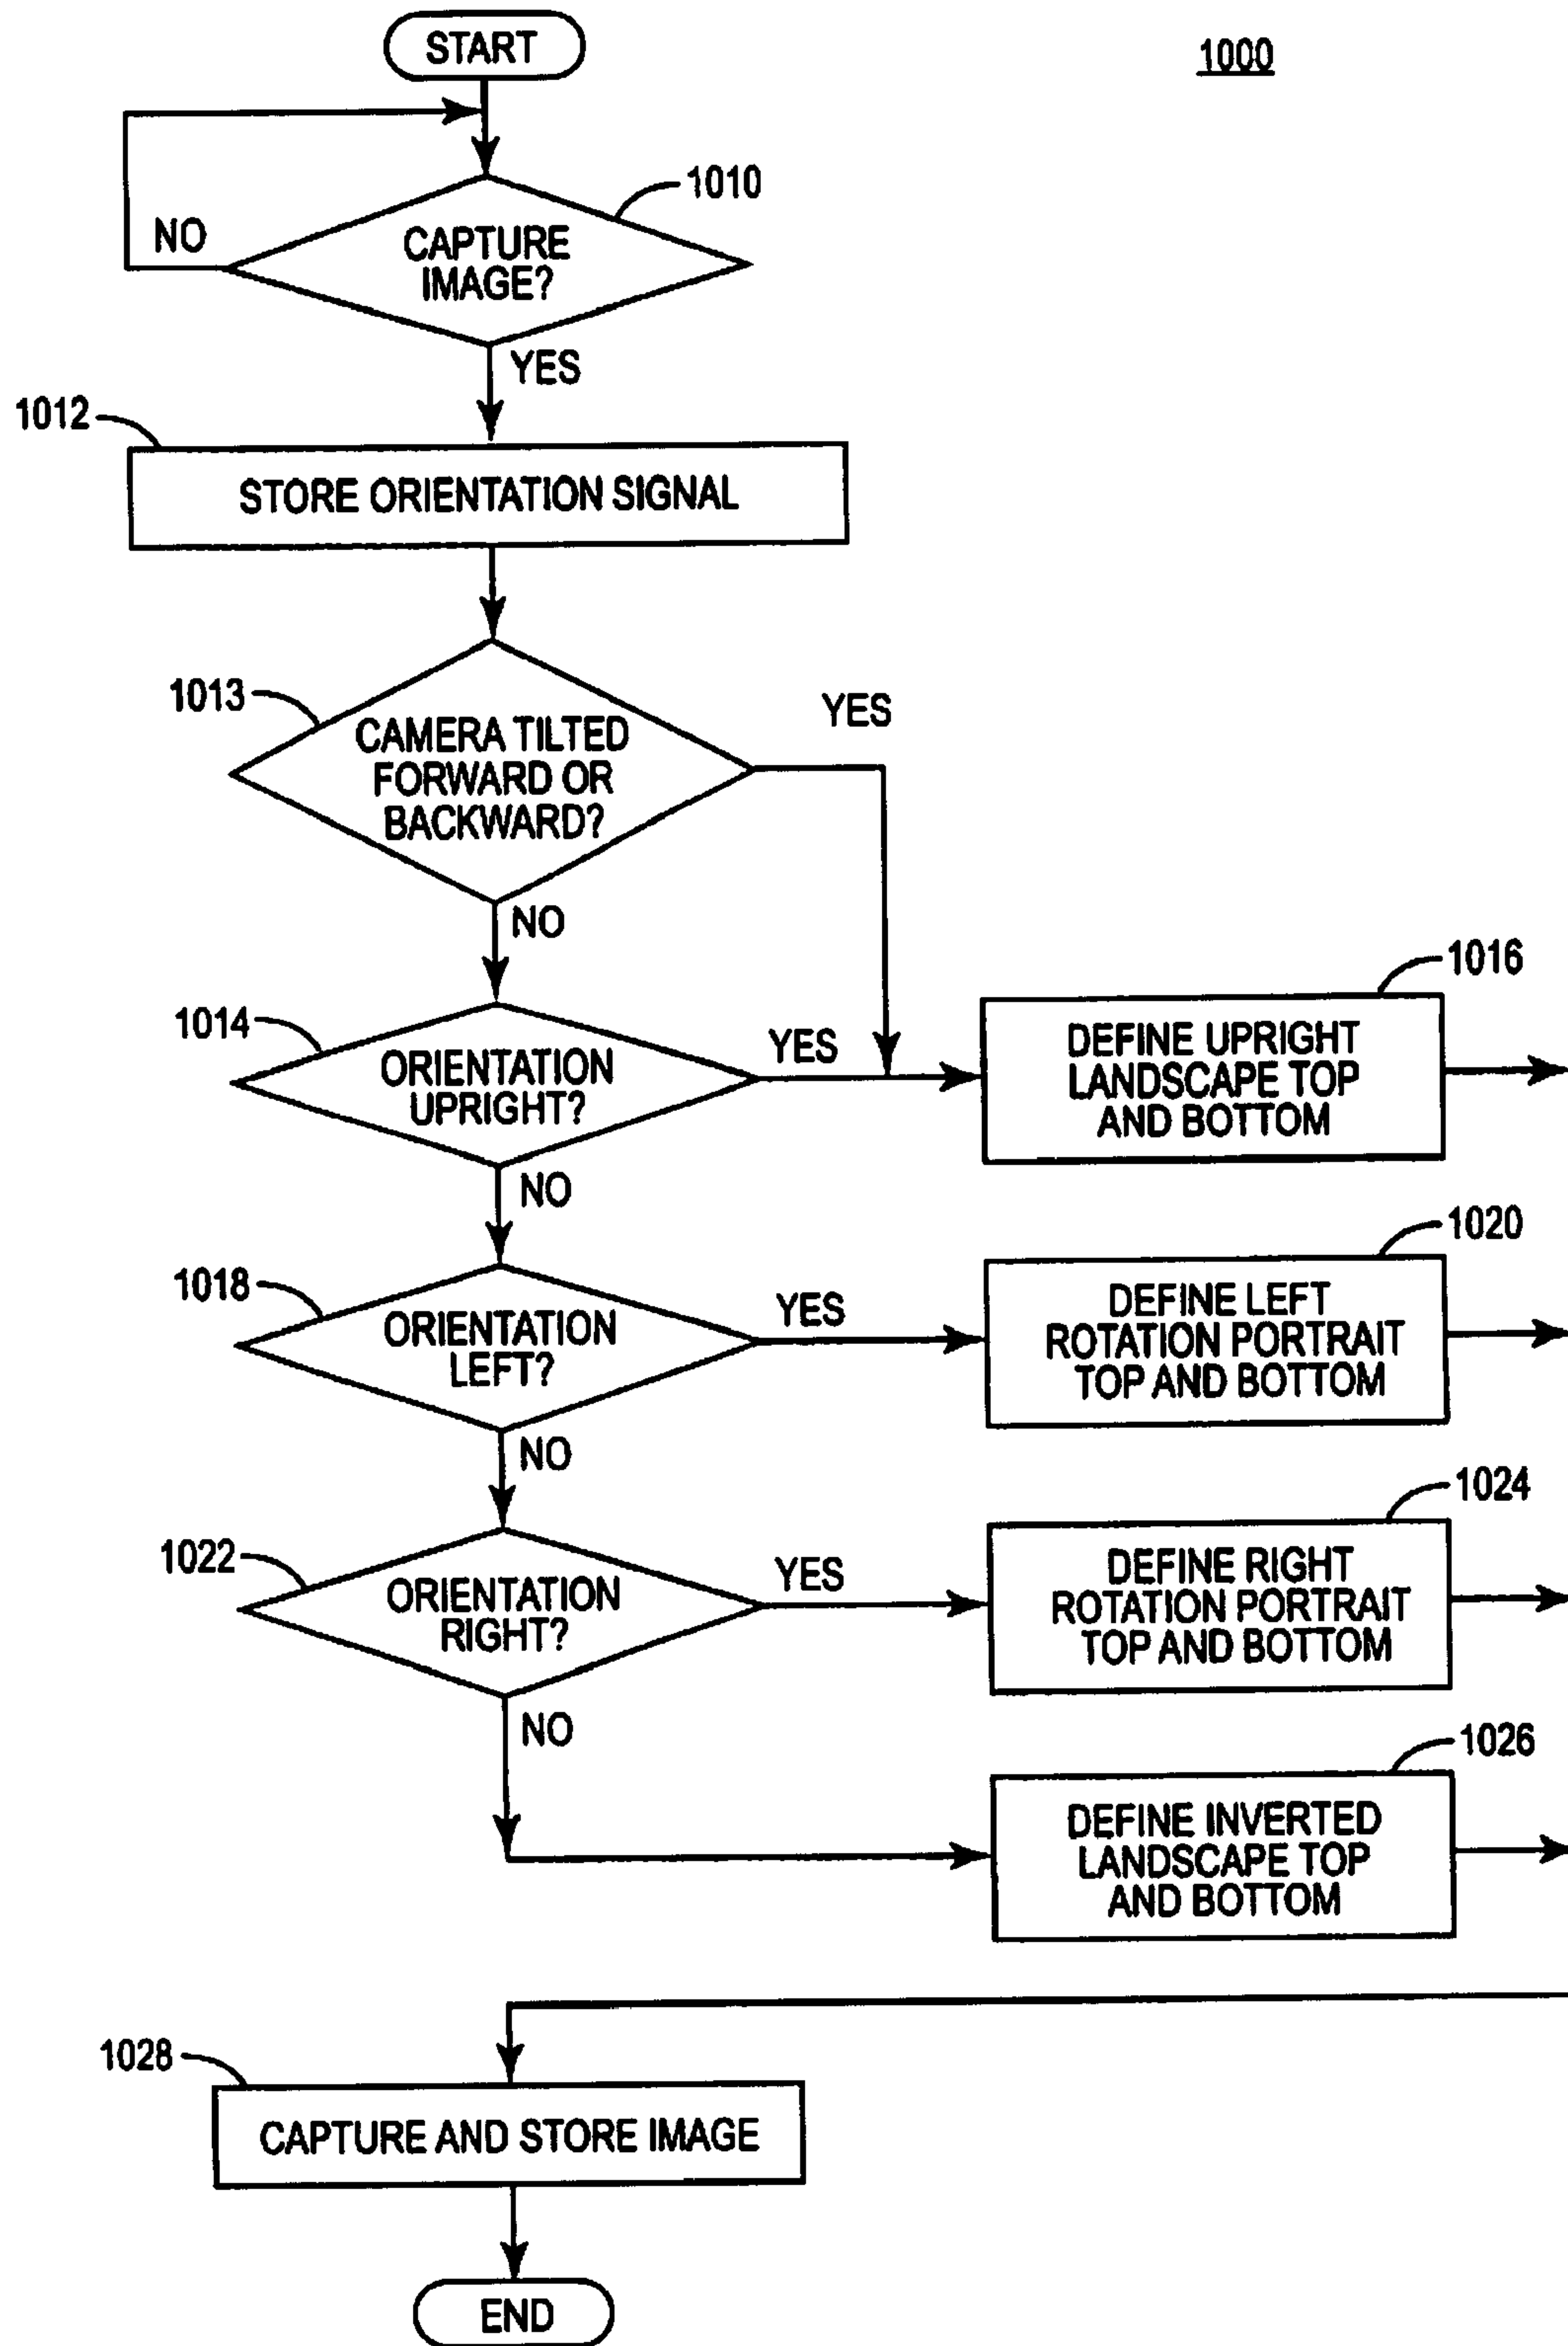 START
1000
1010
CAPTURE
IMAGE?
NO
YES
1012
STORE ORIENTATION SIGNAL
1013
CAMERA TILTED
FORWARD OR
BACKWARD?
YES
NO
1014
ORIENTATION
UPRIGHT?
YES
1016
DEFINE UPRIGHT
LANDSCAPE TOP
AND BOTTOM
NO
1018
ORIENTATION
LEFT?
YES
1020
DEFINE LEFT
ROTATION PORTRAIT
TOP AND BOTTOM
NO
1022
ORIENTATION
RIGHT?
YES
1024
DEFINE RIGHT
ROTATION PORTRAIT
TOP AND BOTTOM
NO
1026
DEFINE INVERTED
LANDSCAPE TOP
AND BOTTOM
1028
CAPTURE AND STORE IMAGE
END